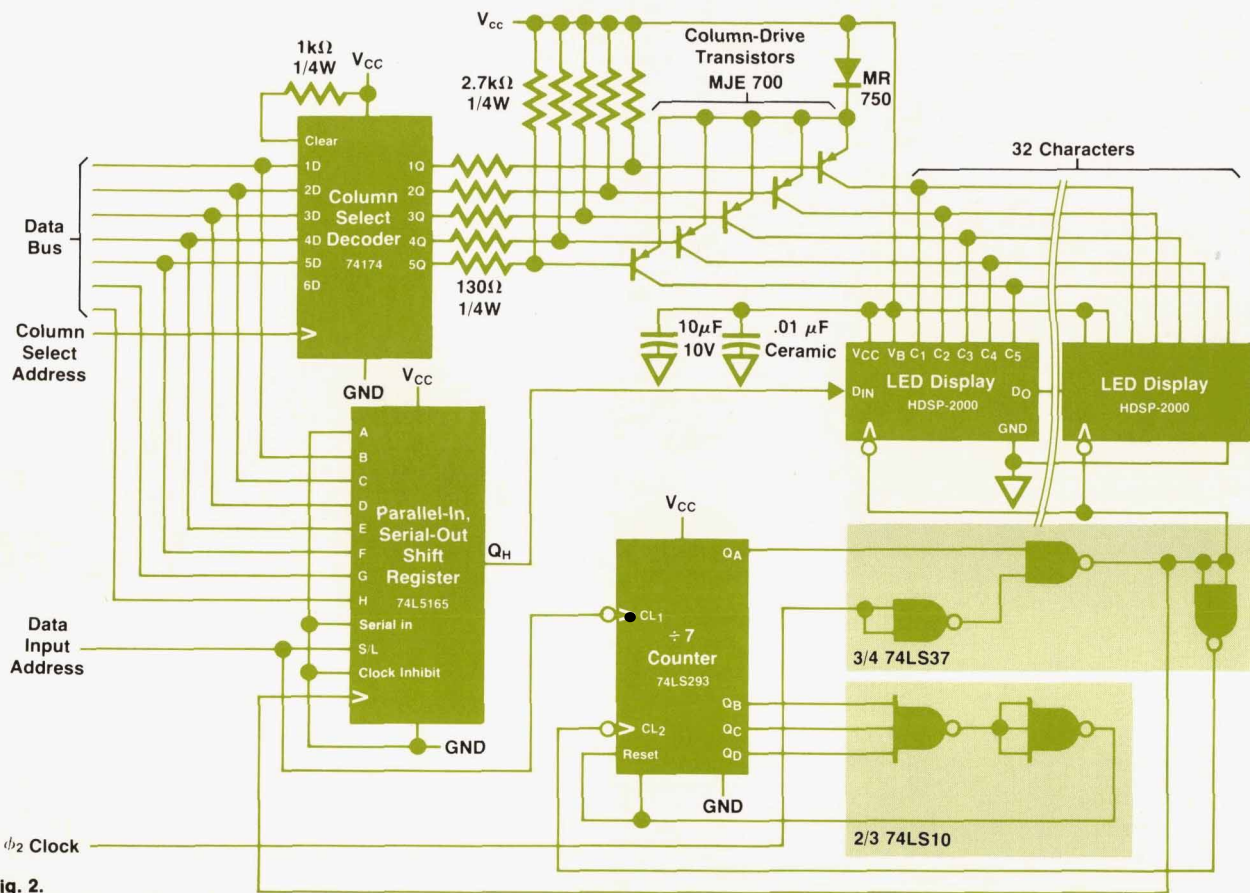 Vcc
1kΩ
1/4W
VCC
2.7kΩ
1/4W
Column-Drive
Transistors
MJE 700
MR
750
32 Characters
Data
Bus
Clear
1D
2D
3D
4D
5D
6D
Column
Select
Decoder
74174
1Q
2Q
3Q
4Q
5Q
130Ω
1/4W
Column
Select
Address
GND
10μF
10V
.01 μF
Ceramic
VCC
VB
C1
C2
C3
C4
C5
DIN
LED Display
HDSP-2000
DO
GND
LED Display
HDSP-2000
VCC
A
B
C
D
E
F
G
H
Serial in
S/L
Clock Inhibit
Parallel-In,
Serial-Out
Shift
Register
74L5165
QH
GND
Data
Input
Address
VCC
CL1
÷ 7
Counter
74LS293
CL2
Reset
QA
QB
QC
QD
GND
3/4 74LS37
2/3 74LS10
ϕ2 Clock
ig. 2.